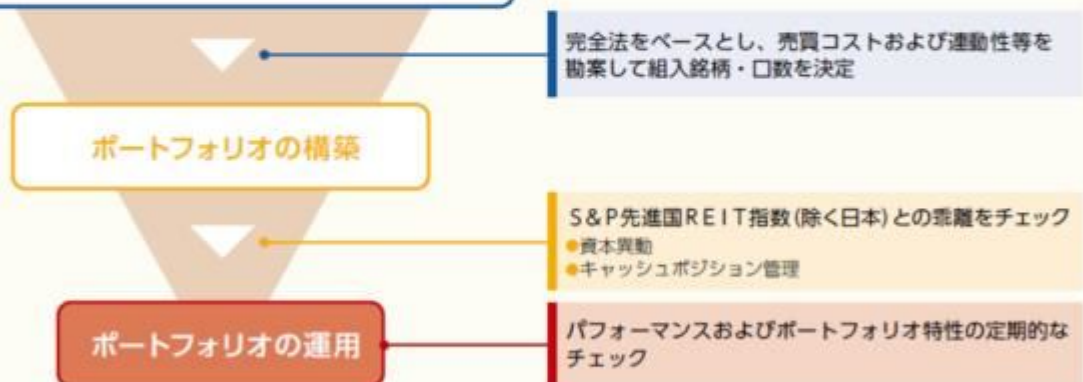 完全法をベースとし、売買コストおよび連動性等を
勘案して組入銘柄・口数を決定
ポートフォリオの構築
S&P先進国REIT指数(除く日本)との乖離をチェック
●資本異動
●キャッシュポジション管理
ポートフォリオの運用
パフォーマンスおよびポートフォリオ特性の定期的な
チェック